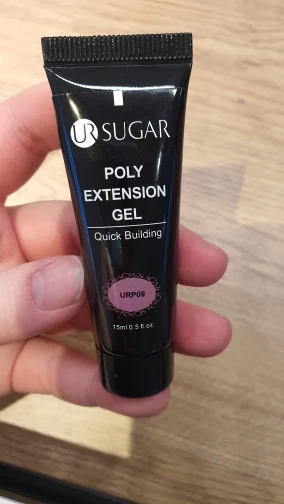 UR SUGAR
POLY
EXTENSION
GEL
Quick Building
URP09
15ml 0.5 fl.oz